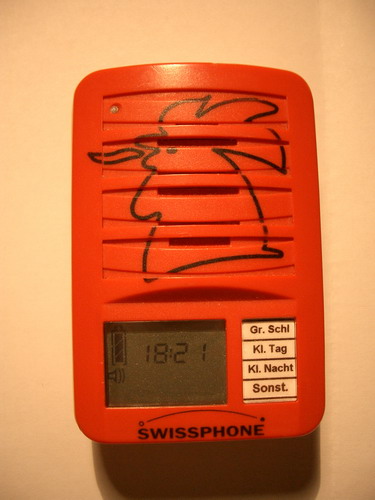 18:21
Gr. Schl
Kl. Tag
Kl. Nacht
Sonst.
SWISSPHONE